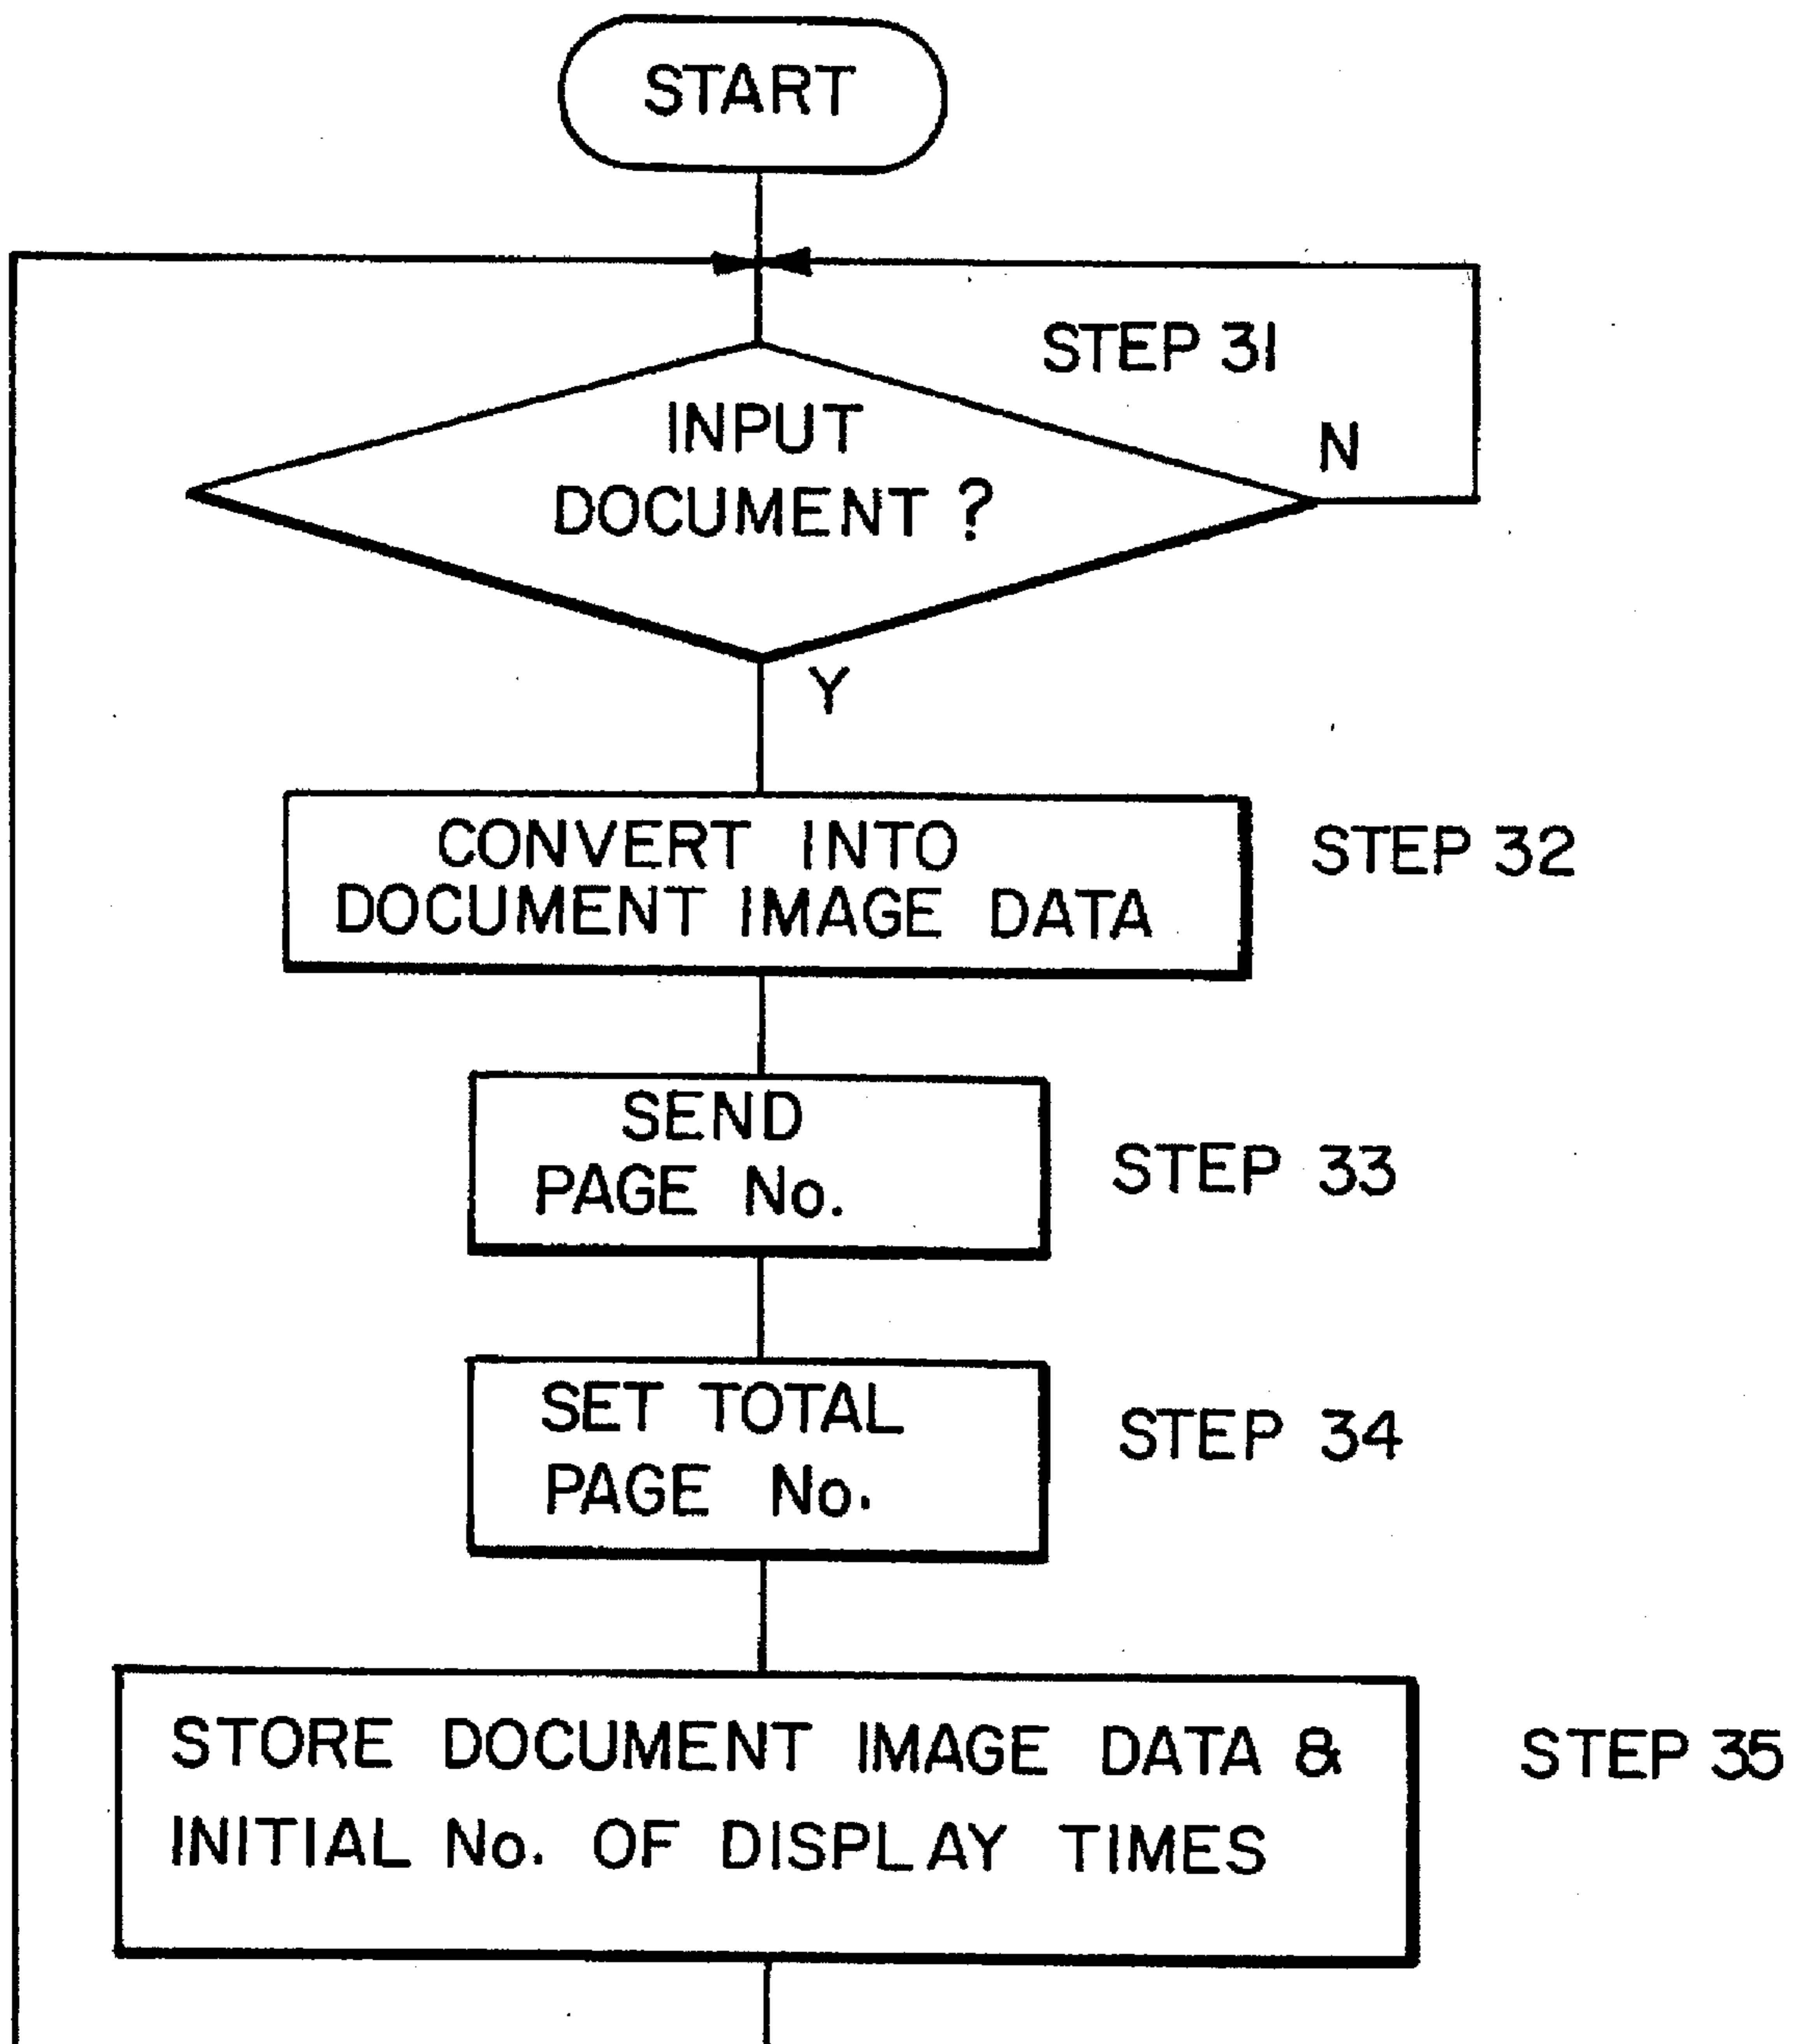 START
STEP 31
INPUT
N
DOCUMENT ?
Y
CONVERT INTO
DOCUMENT IMAGE DATA
STEP 32
SEND
PAGE No.
STEP 33
SET TOTAL
PAGE No.
STEP 34
STORE DOCUMENT IMAGE DATA &
INITIAL No. OF DISPLAY TIMES
STEP 35